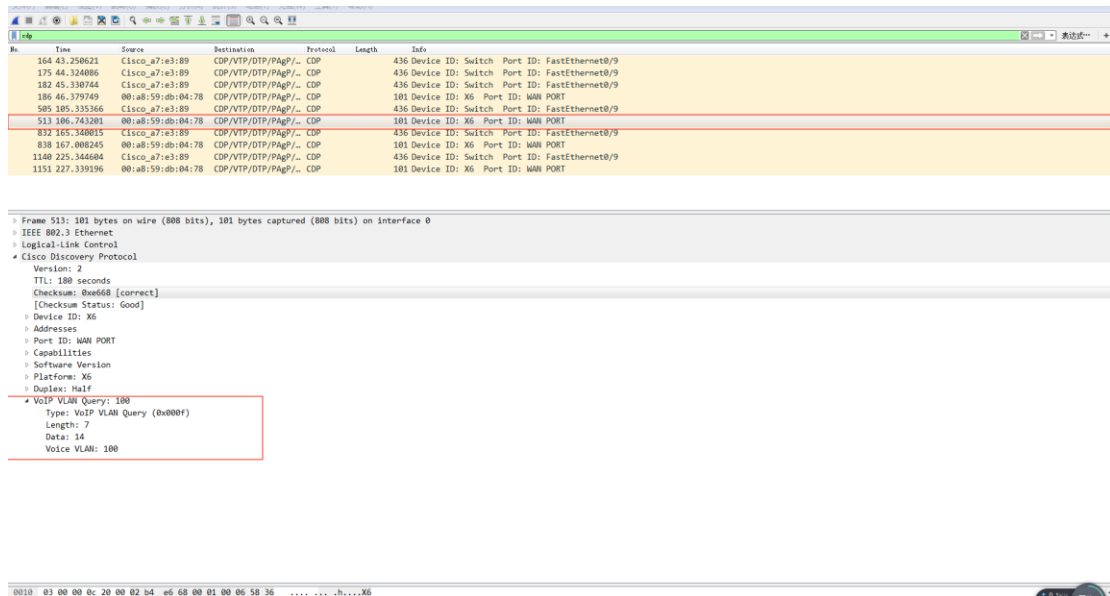 cdp 表达式… +
No. Time Source Destination Protocol Length Info
164 43.250621 Cisco_a7:e3:89 CDP/VTP/DTP/PAgP/… CDP 436 Device ID: Switch Port ID: FastEthernet0/9
175 44.324086 Cisco_a7:e3:89 CDP/VTP/DTP/PAgP/… CDP 436 Device ID: Switch Port ID: FastEthernet0/9
182 45.330744 Cisco_a7:e3:89 CDP/VTP/DTP/PAgP/… CDP 436 Device ID: Switch Port ID: FastEthernet0/9
186 46.379749 00:a8:59:db:04:78 CDP/VTP/DTP/PAgP/… CDP 101 Device ID: X6 Port ID: WAN PORT
505 105.335366 Cisco_a7:e3:89 CDP/VTP/DTP/PAgP/… CDP 436 Device ID: Switch Port ID: FastEthernet0/9
513 106.743201 00:a8:59:db:04:78 CDP/VTP/DTP/PAgP/… CDP 101 Device ID: X6 Port ID: WAN PORT
832 165.340015 Cisco_a7:e3:89 CDP/VTP/DTP/PAgP/… CDP 436 Device ID: Switch Port ID: FastEthernet0/9
838 167.008245 00:a8:59:db:04:78 CDP/VTP/DTP/PAgP/… CDP 101 Device ID: X6 Port ID: WAN PORT
1140 225.344604 Cisco_a7:e3:89 CDP/VTP/DTP/PAgP/… CDP 436 Device ID: Switch Port ID: FastEthernet0/9
1151 227.339196 00:a8:59:db:04:78 CDP/VTP/DTP/PAgP/… CDP 101 Device ID: X6 Port ID: WAN PORT
Frame 513: 101 bytes on wire (808 bits), 101 bytes captured (808 bits) on interface 0
IEEE 802.3 Ethernet
Logical-Link Control
Cisco Discovery Protocol
Version: 2
TTL: 180 seconds
Checksum: 0xe668 [correct]
[Checksum Status: Good]
Device ID: X6
Addresses
Port ID: WAN PORT
Capabilities
Software Version
Platform: X6
Duplex: Half
VoIP VLAN Query: 100
Type: VoIP VLAN Query (0x000f)
Length: 7
Data: 14
Voice VLAN: 100
0010 03 00 00 0c 20 00 02 b4 e6 68 00 01 00 06 58 36 .... ... .h....X6